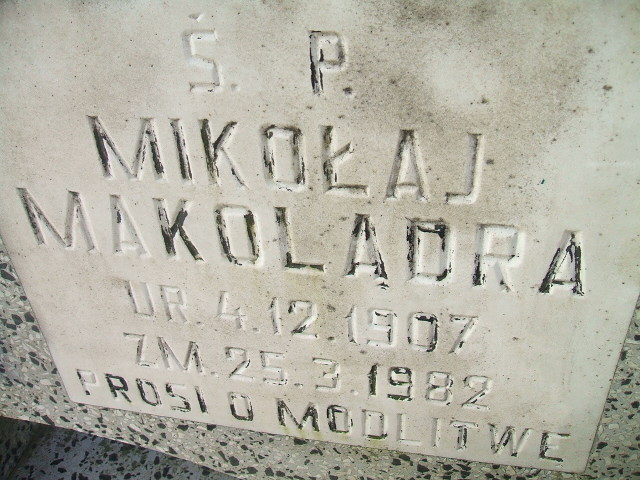 Ś. P.
MIKOŁAJ
MAKOLĄDRA
UR. 4.12.1907
ZM. 25.3.1982
PROSI O MODLITWE